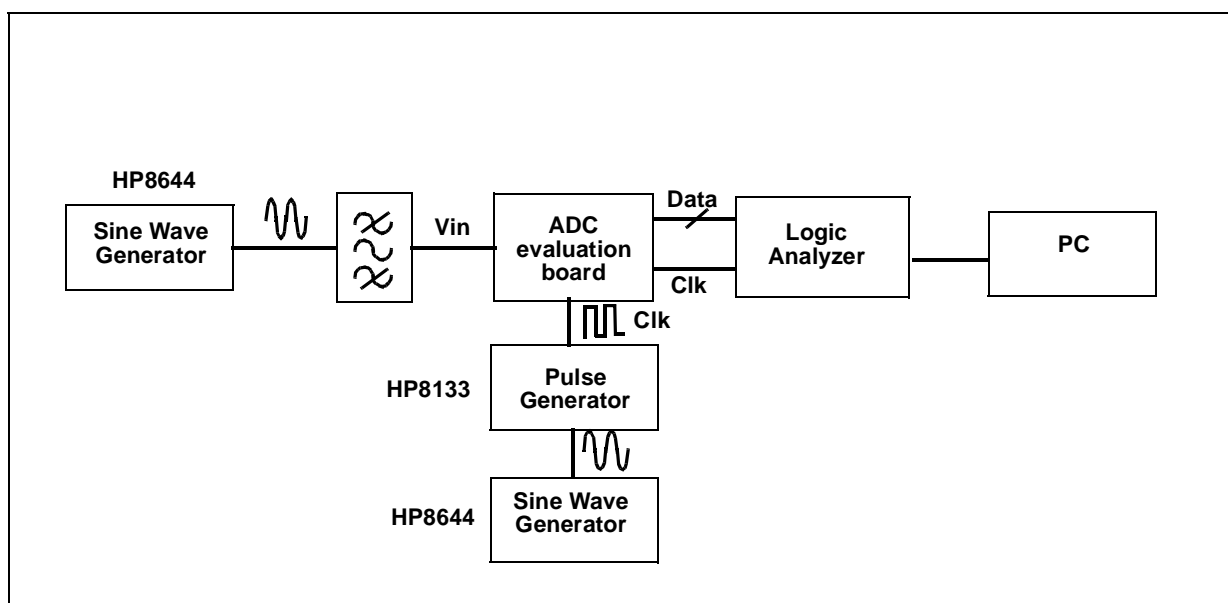 HP8644
Sine Wave
Generator
Vin
ADC
evaluation
board
Data
Clk
Logic
Analyzer
PC
Clk
HP8133
Pulse
Generator
HP8644
Sine Wave
Generator